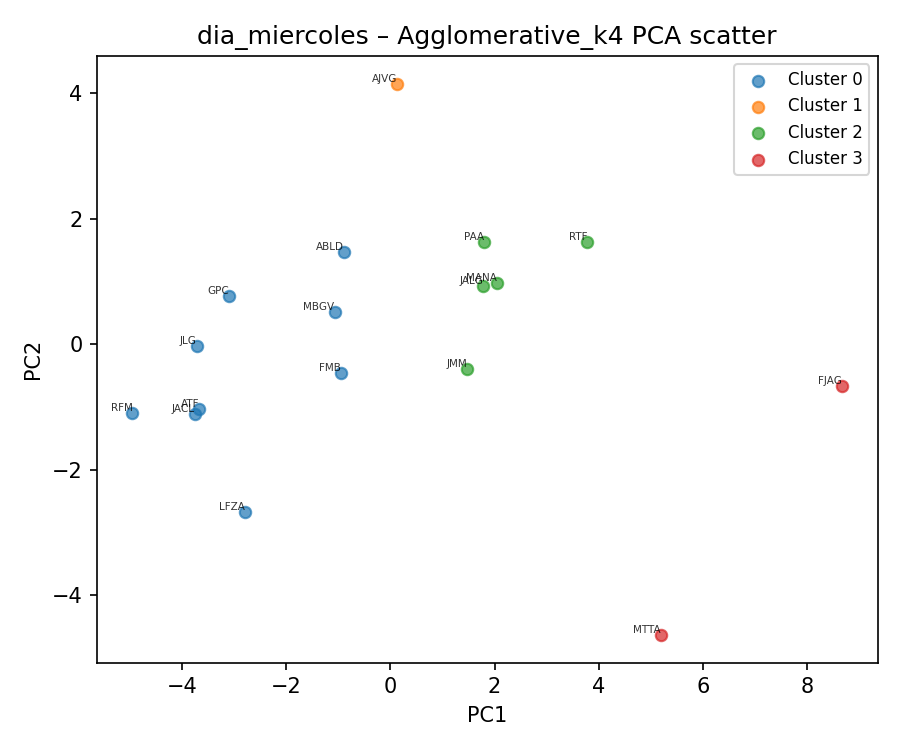 dia_miercoles – Agglomerative_k4 PCA scatter
Cluster 0
Cluster 1
Cluster 2
Cluster 3
AJVG
PAA
RTF
ABLD
MANA
JALG
GPC
MBGV
JLG
JMM
FMB
FJAG
ATF
RFM
JACL
LFZA
MTTA
4
2
0
−2
−4
PC2
−4
−2
0
2
4
6
8
PC1